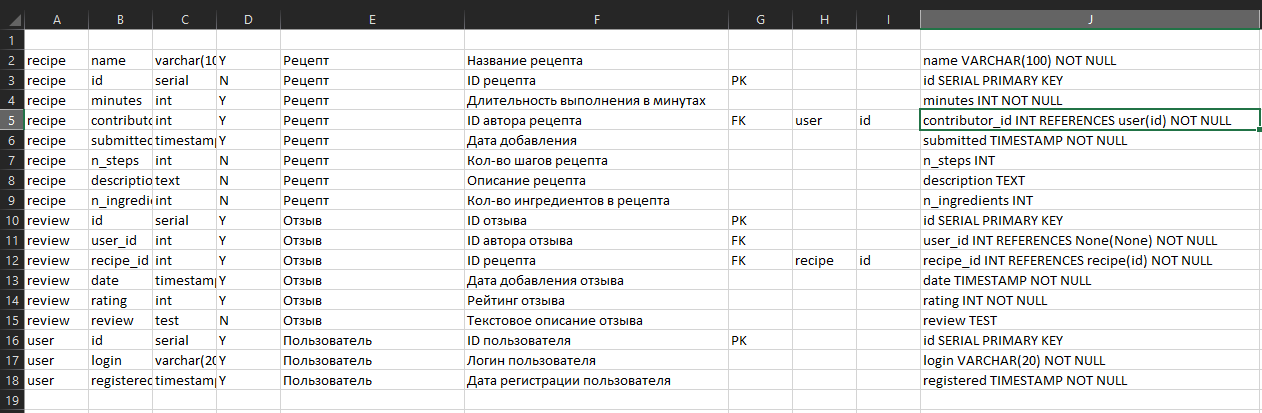 A B C D E F G H I J
1
2 recipe name varchar(10 Y Рецепт Название рецепта name VARCHAR(100) NOT NULL
3 recipe id serial N Рецепт ID рецепта PK id SERIAL PRIMARY KEY
4 recipe minutes int Y Рецепт Длительность выполнения в минутах minutes INT NOT NULL
5 recipe contributo int Y Рецепт ID автора рецепта FK user id contributor_id INT REFERENCES user(id) NOT NULL
6 recipe submitted timestamp Y Рецепт Дата добавления submitted TIMESTAMP NOT NULL
7 recipe n_steps int N Рецепт Кол-во шагов рецепта n_steps INT
8 recipe descriptio text N Рецепт Описание рецепта description TEXT
9 recipe n_ingredi int N Рецепт Кол-во ингредиентов в рецепта n_ingredients INT
10 review id serial Y Отзыв ID отзыва PK id SERIAL PRIMARY KEY
11 review user_id int Y Отзыв ID автора отзыва FK user_id INT REFERENCES None(None) NOT NULL
12 review recipe_id int Y Отзыв ID рецепта FK recipe id recipe_id INT REFERENCES recipe(id) NOT NULL
13 review date timestamp Y Отзыв Дата добавления отзыва date TIMESTAMP NOT NULL
14 review rating int Y Отзыв Рейтинг отзыва rating INT NOT NULL
15 review review test N Отзыв Текстовое описание отзыва review TEST
16 user id serial Y Пользователь ID пользователя PK id SERIAL PRIMARY KEY
17 user login varchar(20 Y Пользователь Логин пользователя login VARCHAR(20) NOT NULL
18 user registered timestamp Y Пользователь Дата регистрации пользователя registered TIMESTAMP NOT NULL
19